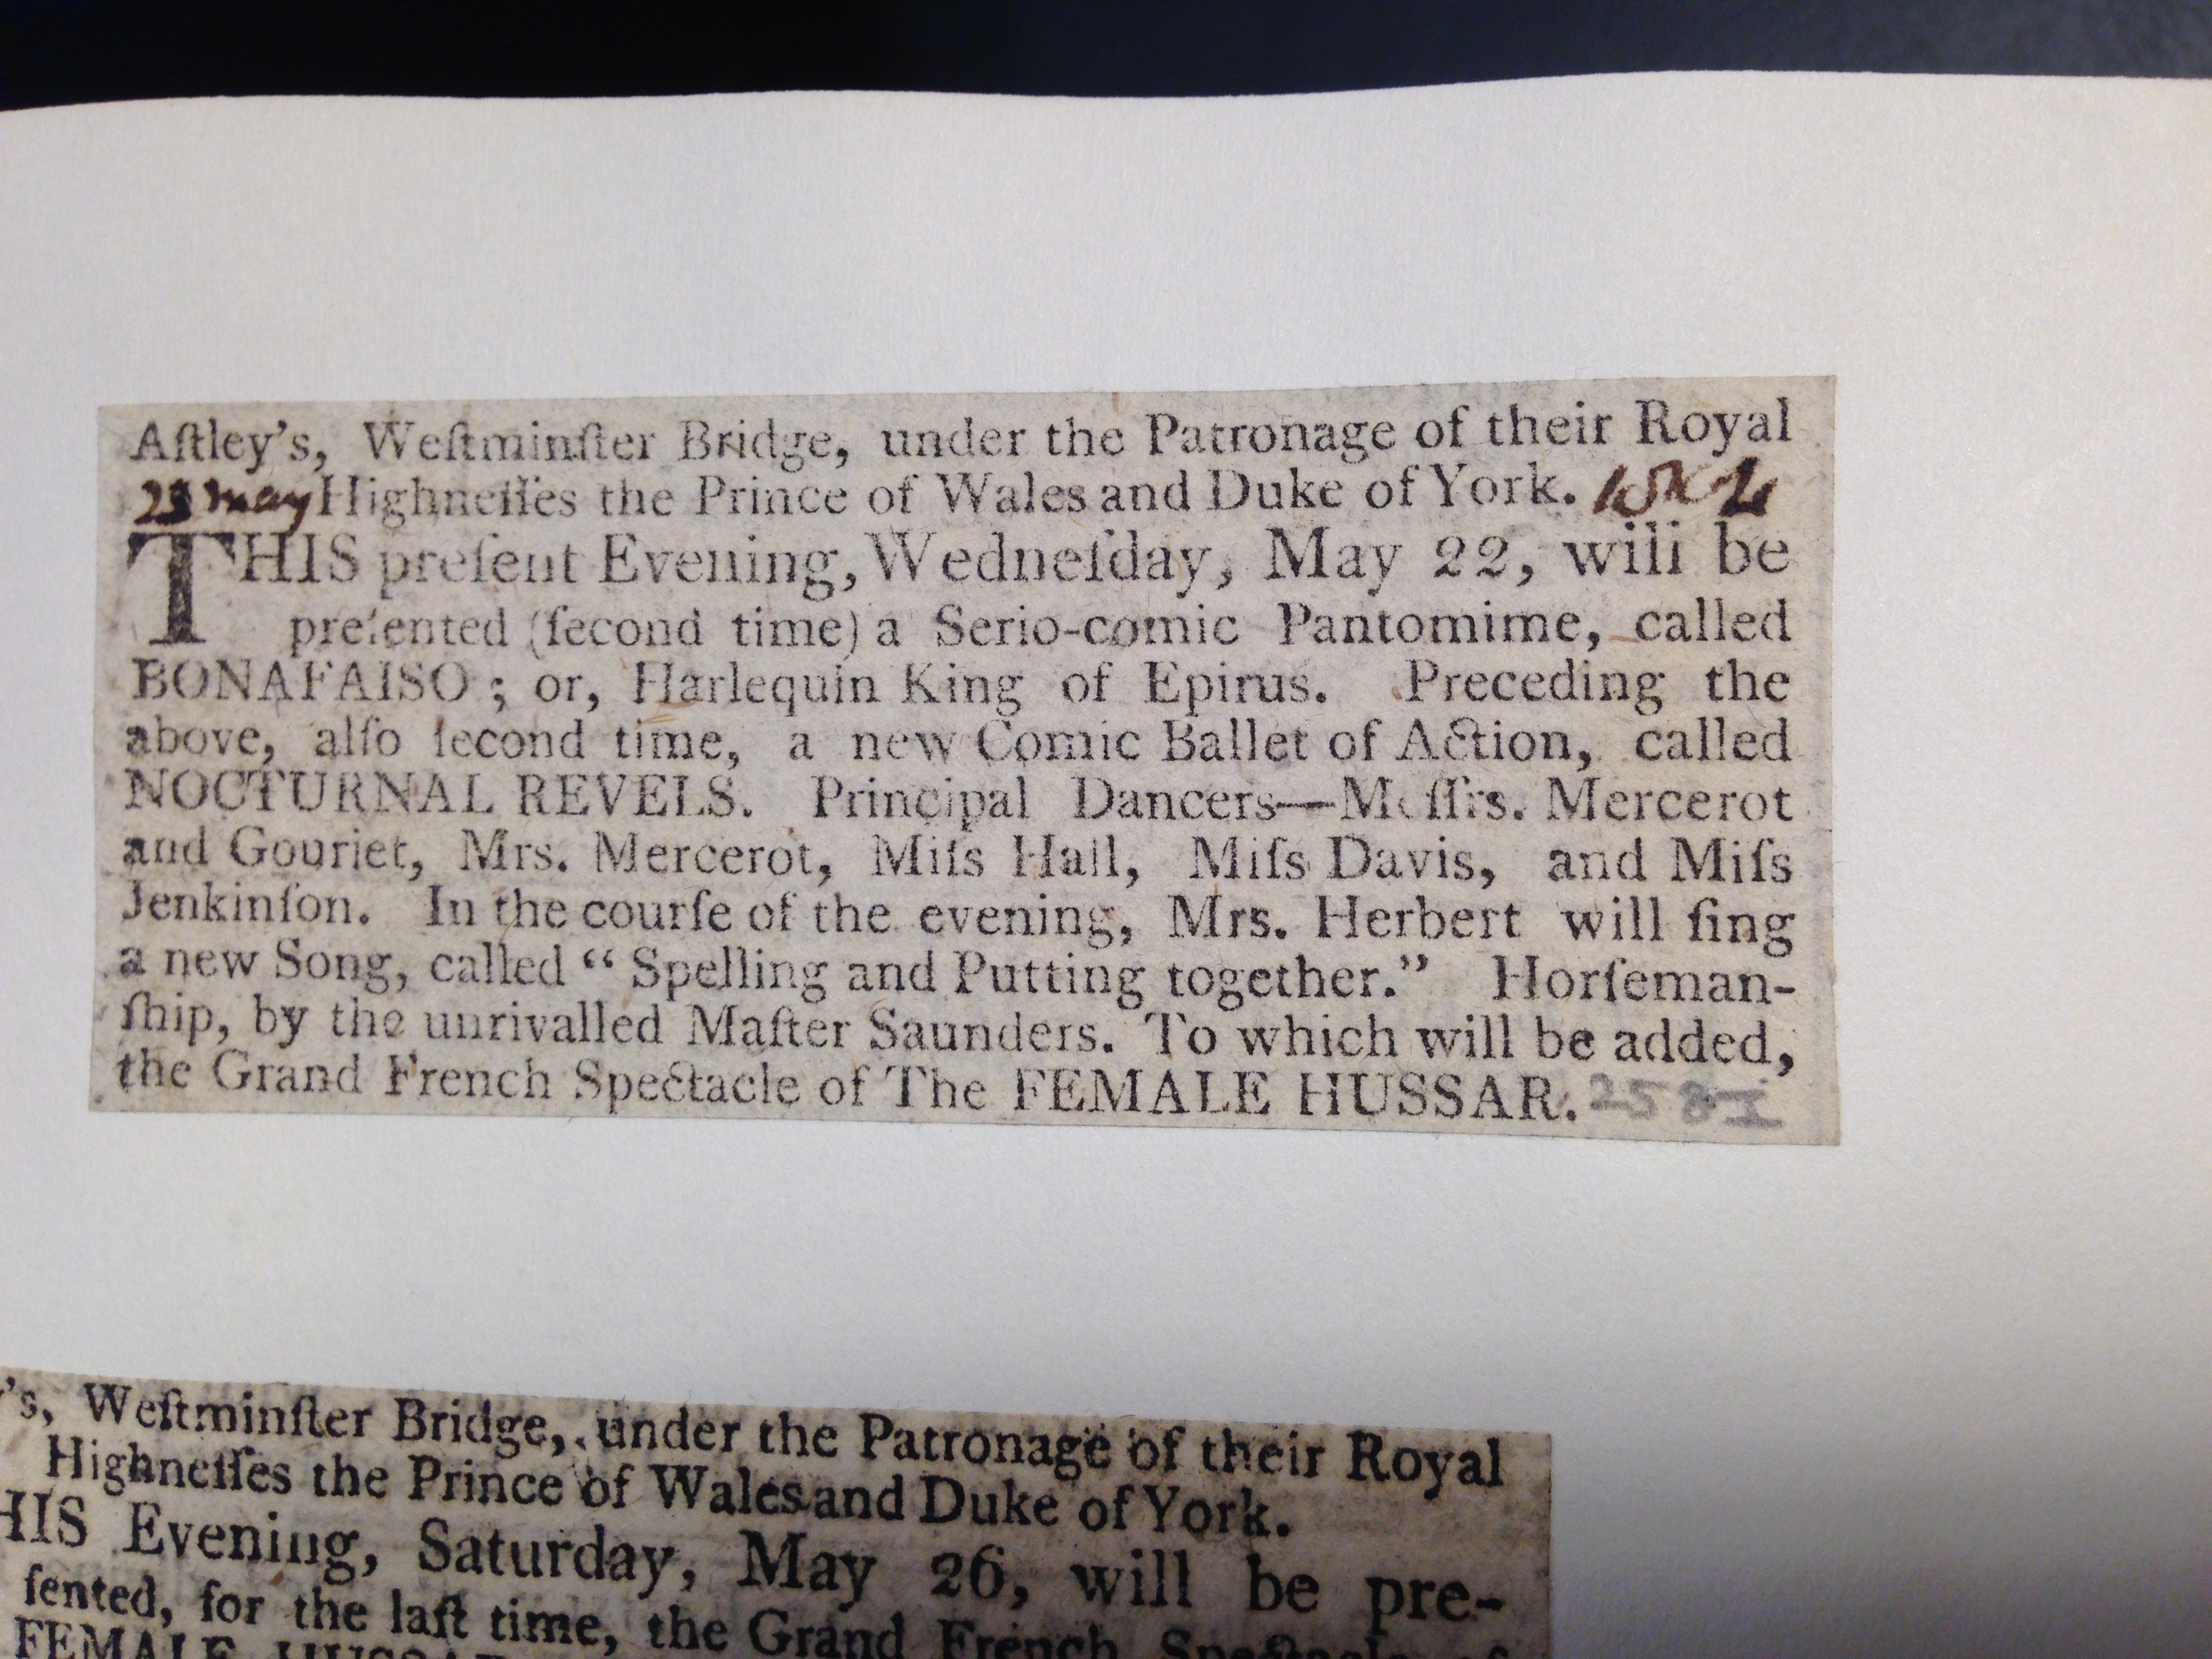 Aſtley's, Weſtminſter Bridge, under the Patronage of their Royal
23 may Highneſſes the Prince of Wales and Duke of York.
THIS preſent Evening, Wedneſday, May 22, will be
preſented (ſecond time) a Serio-comic Pantomime, called
BONAFAISO; or, Harlequin King of Epirus. Preceding the
above, alſo ſecond time, a new Comic Ballet of Action, called
NOCTURNAL REVELS. Principal Dancers—Meſſrs. Mercerot
and Gouriet, Mrs. Mercerot, Miſs Hall, Miſs Davis, and Miſs
Jenkinſon. In the courſe of the evening, Mrs. Herbert will ſing
a new Song, called “ Spelling and Putting together.” Horſeman-
ſhip, by the unrivalled Maſter Saunders. To which will be added,
the Grand French Spectacle of The FEMALE HUSSAR.
's, Weſtminſter Bridge, under the Patronage of their Royal
Highneſſes the Prince of Wales and Duke of York.
HIS Evening, Saturday, May 26, will be pre-
ſented, for the laſt time, the Grand French Spectacle of
FEMALE HUSSAR